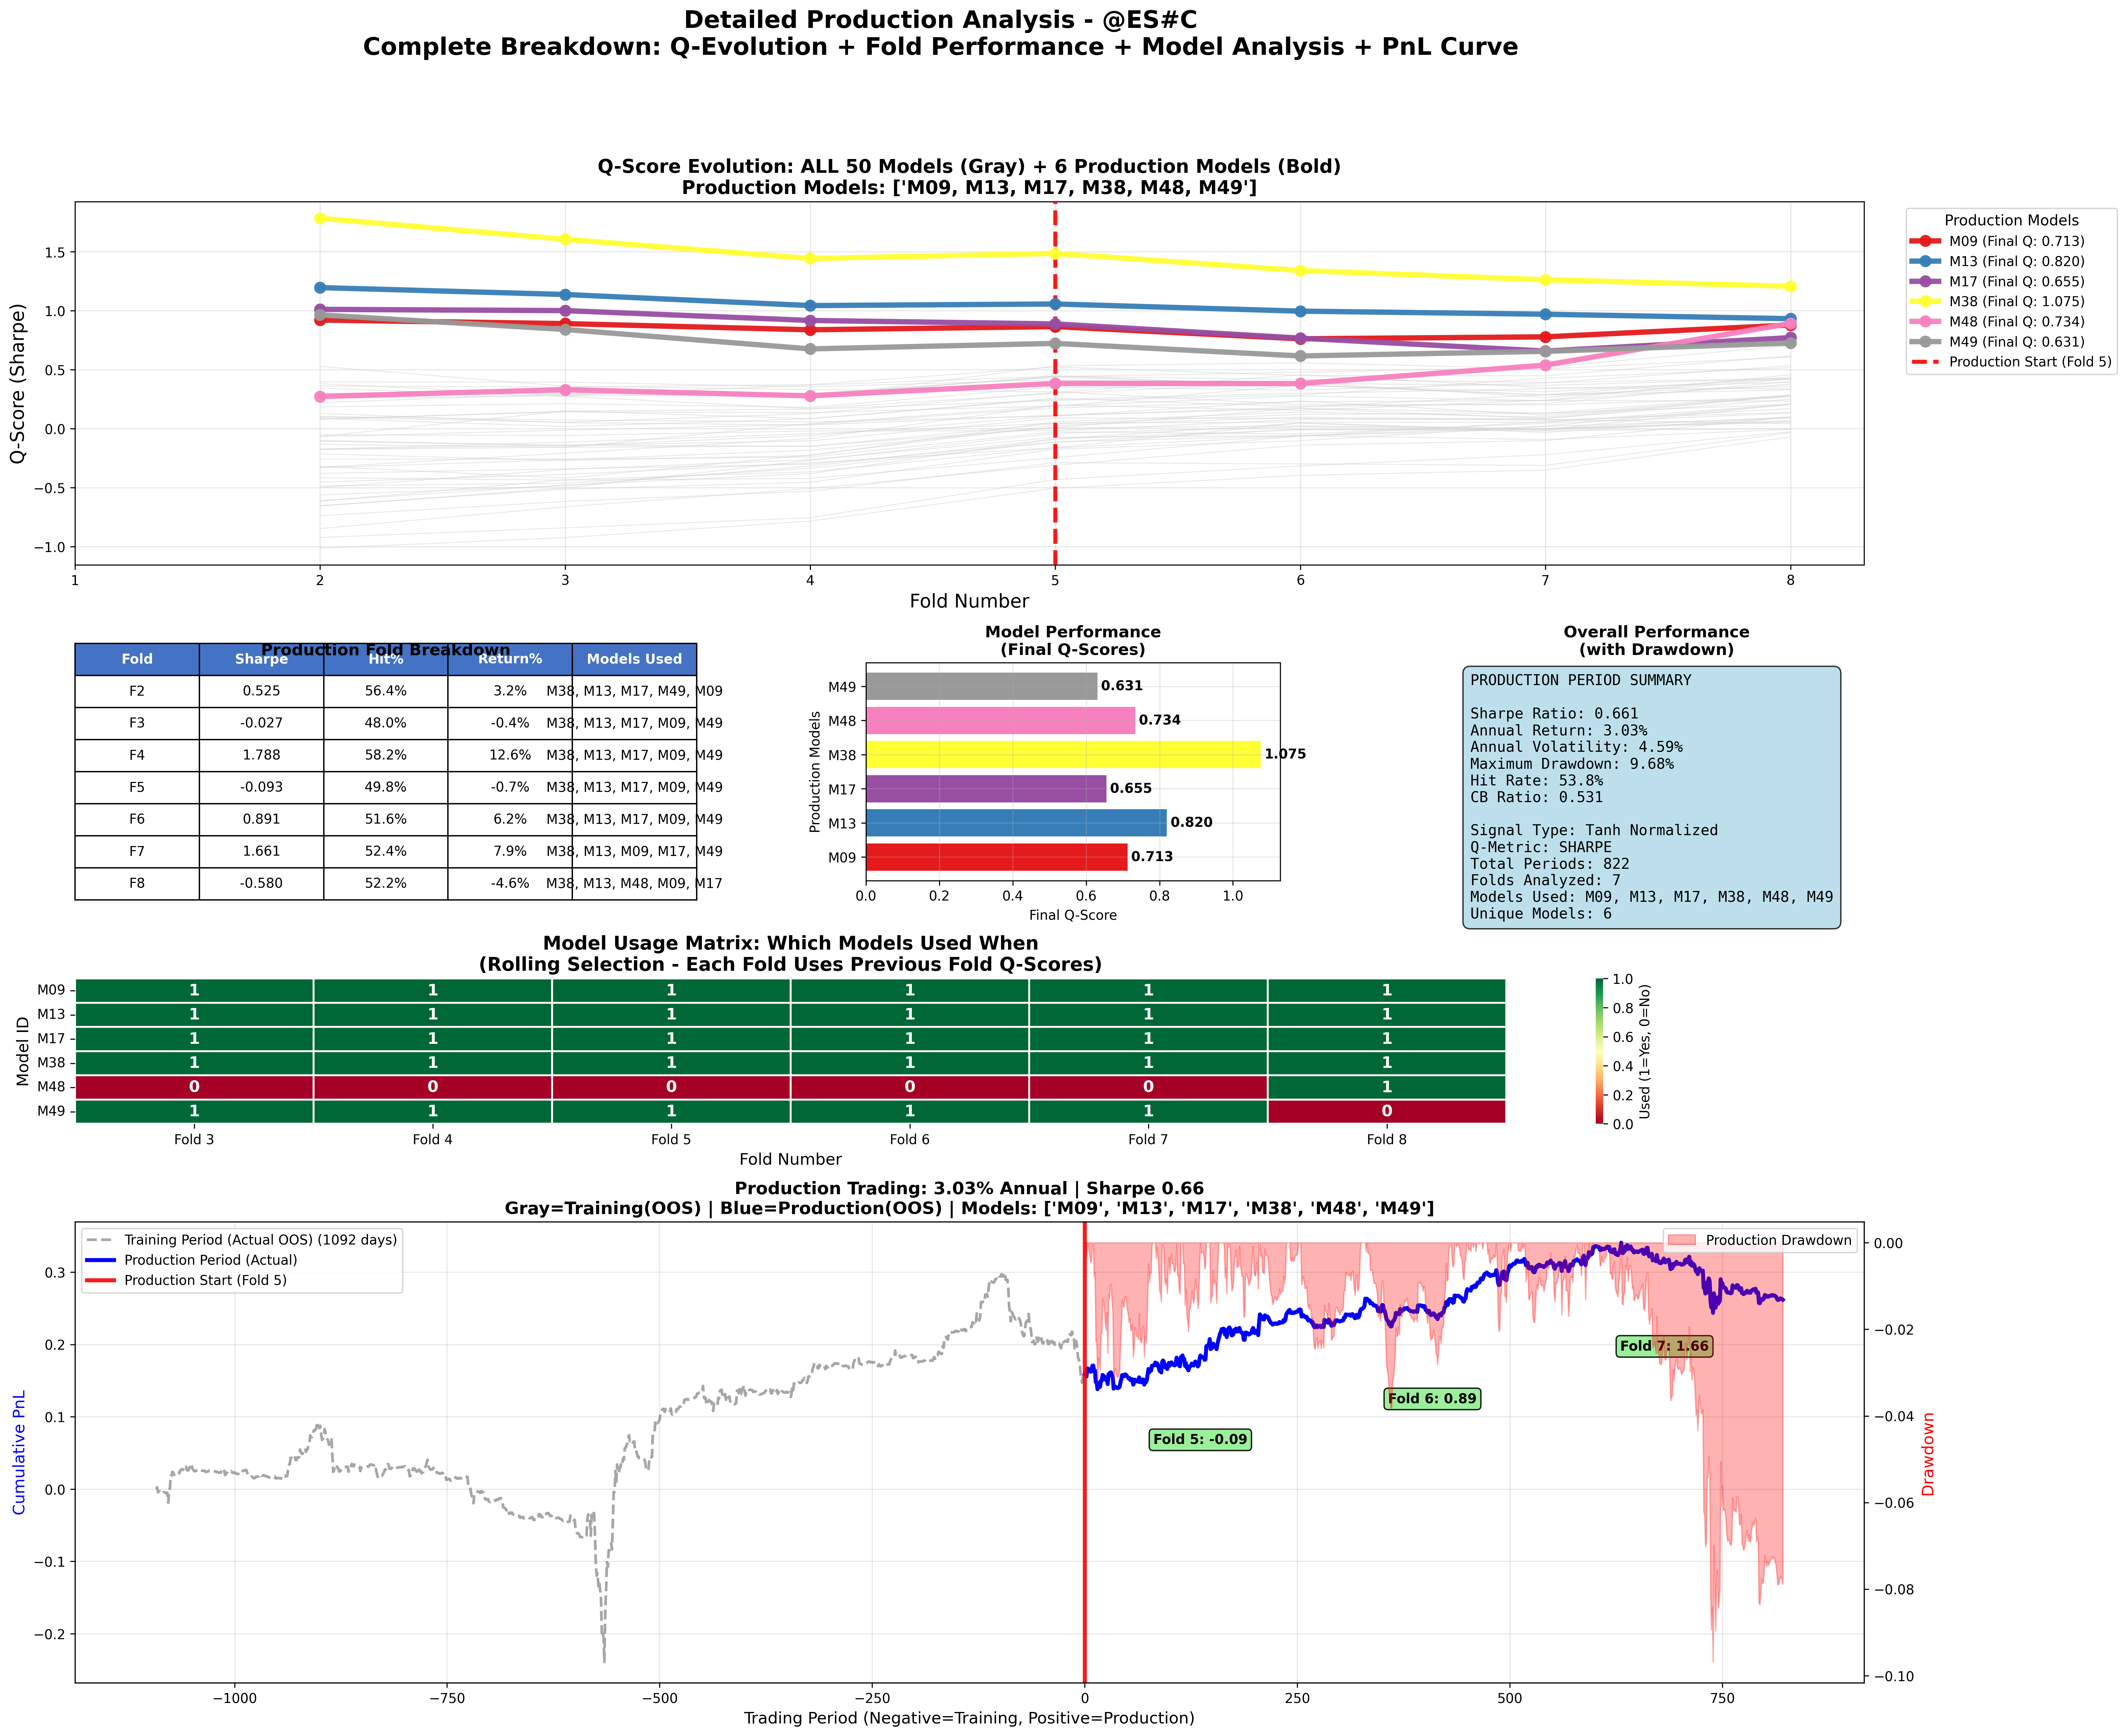 Detailed Production Analysis - @ES#C
Complete Breakdown: Q-Evolution + Fold Performance + Model Analysis + PnL Curve
Q-Score Evolution: ALL 50 Models (Gray) + 6 Production Models (Bold)
Production Models: ['M09, M13, M17, M38, M48, M49']
Q-Score (Sharpe)
1.5
1.0
0.5
0.0
−0.5
−1.0
1 2 3 4 5 6 7 8
Fold Number
Production Models
M09 (Final Q: 0.713)
M13 (Final Q: 0.820)
M17 (Final Q: 0.655)
M38 (Final Q: 1.075)
M48 (Final Q: 0.734)
M49 (Final Q: 0.631)
Production Start (Fold 5)
Production Fold Breakdown
Fold Sharpe Hit% Return% Models Used
F2 0.525 56.4% 3.2% M38, M13, M17, M49, M09
F3 -0.027 48.0% -0.4% M38, M13, M17, M09, M49
F4 1.788 58.2% 12.6% M38, M13, M17, M09, M49
F5 -0.093 49.8% -0.7% M38, M13, M17, M09, M49
F6 0.891 51.6% 6.2% M38, M13, M17, M09, M49
F7 1.661 52.4% 7.9% M38, M13, M09, M17, M49
F8 -0.580 52.2% -4.6% M38, M13, M48, M09, M17
Model Performance
(Final Q-Scores)
Production Models
M49 0.631
M48 0.734
M38 1.075
M17 0.655
M13 0.820
M09 0.713
0.0 0.2 0.4 0.6 0.8 1.0
Final Q-Score
Overall Performance
(with Drawdown)
PRODUCTION PERIOD SUMMARY
Sharpe Ratio: 0.661
Annual Return: 3.03%
Annual Volatility: 4.59%
Maximum Drawdown: 9.68%
Hit Rate: 53.8%
CB Ratio: 0.531
Signal Type: Tanh Normalized
Q-Metric: SHARPE
Total Periods: 822
Folds Analyzed: 7
Models Used: M09, M13, M17, M38, M48, M49
Unique Models: 6
Model Usage Matrix: Which Models Used When
(Rolling Selection - Each Fold Uses Previous Fold Q-Scores)
Model ID
M09 1 1 1 1 1 1
M13 1 1 1 1 1 1
M17 1 1 1 1 1 1
M38 1 1 1 1 1 1
M48 0 0 0 0 0 1
M49 1 1 1 1 1 0
Fold 3 Fold 4 Fold 5 Fold 6 Fold 7 Fold 8
Fold Number
1.0
0.8
0.6
0.4
0.2
0.0
Used (1=Yes, 0=No)
Production Trading: 3.03% Annual | Sharpe 0.66
Gray=Training(OOS) | Blue=Production(OOS) | Models: ['M09', 'M13', 'M17', 'M38', 'M48', 'M49']
Training Period (Actual OOS) (1092 days)
Production Period (Actual)
Production Start (Fold 5)
Production Drawdown
Cumulative PnL
0.3
0.2
0.1
0.0
−0.1
−0.2
Fold 7: 1.66
Fold 6: 0.89
Fold 5: -0.09
0.00
−0.02
−0.04
−0.06
−0.08
−0.10
Drawdown
−1000 −750 −500 −250 0 250 500 750
Trading Period (Negative=Training, Positive=Production)